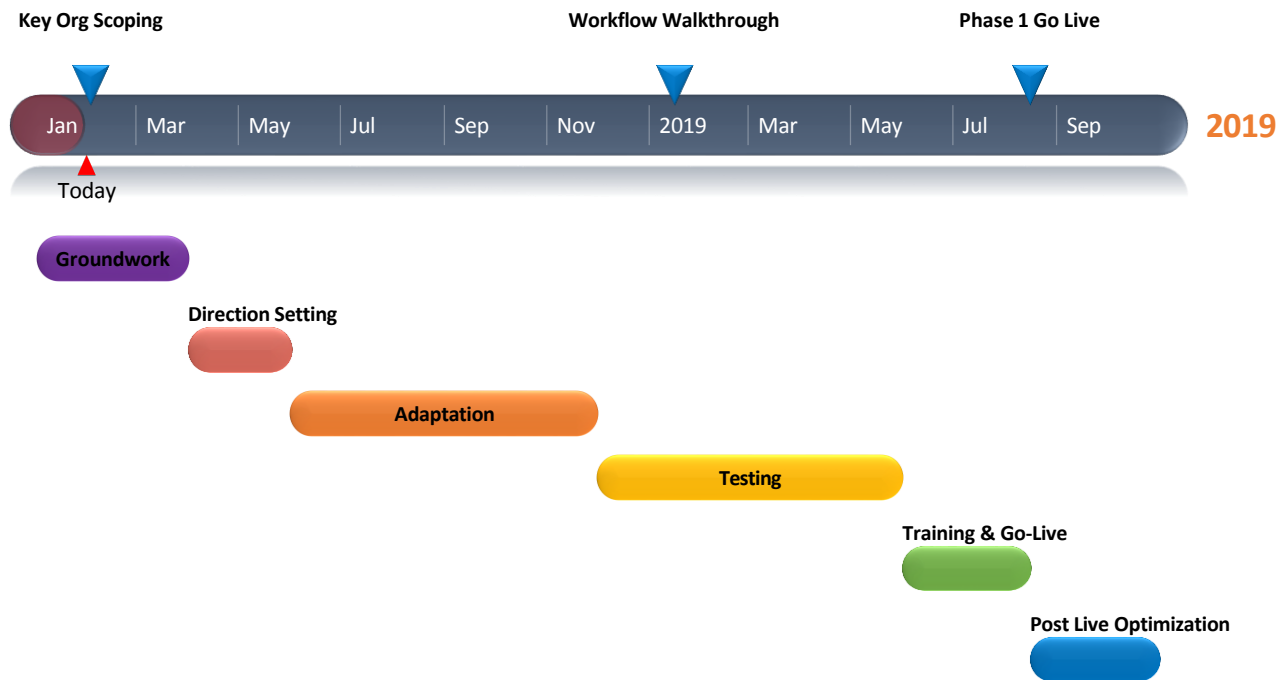 Key Org Scoping
Workflow Walkthrough
Phase 1 Go Live
Jan
Mar
May
Jul
Sep
Nov
2019
Mar
May
Jul
Sep
2019
Today
Groundwork
Direction Setting
Adaptation
Testing
Training & Go-Live
Post Live Optimization